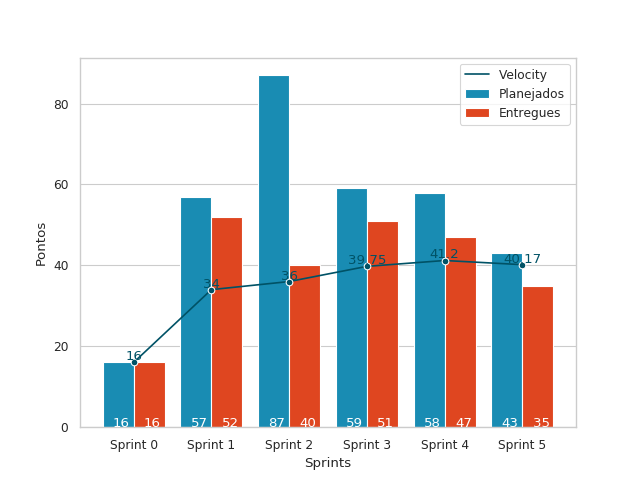 Velocity
Planejados
Entregues
80
60
40
20
0
Pontos
16
34
36
39.75
41.2
40.17
16 16 57 52 87 40 59 51 58 47 43 35
Sprint 0 Sprint 1 Sprint 2 Sprint 3 Sprint 4 Sprint 5
Sprints